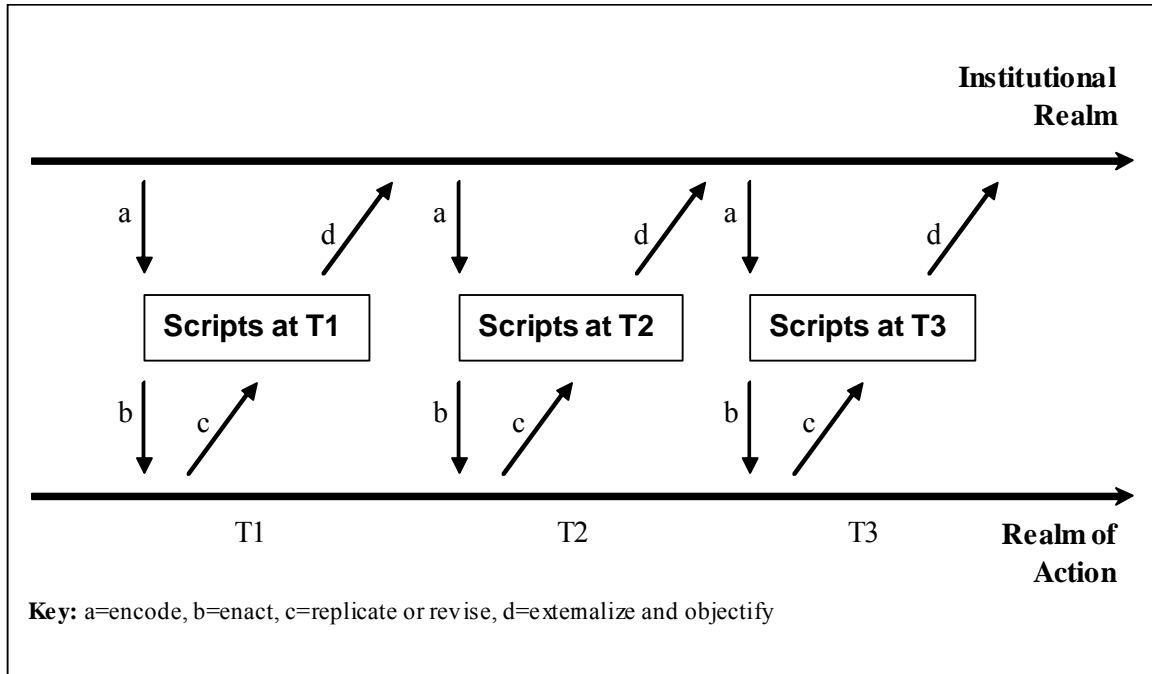 Institutional
Realm
a
d
a
d
a
d
Scripts at T1
Scripts at T2
Scripts at T3
b
c
b
c
b
c
T1
T2
T3
Realm of
Action
Key: a=encode, b=enact, c=replicate or revise, d=externalize and objectify